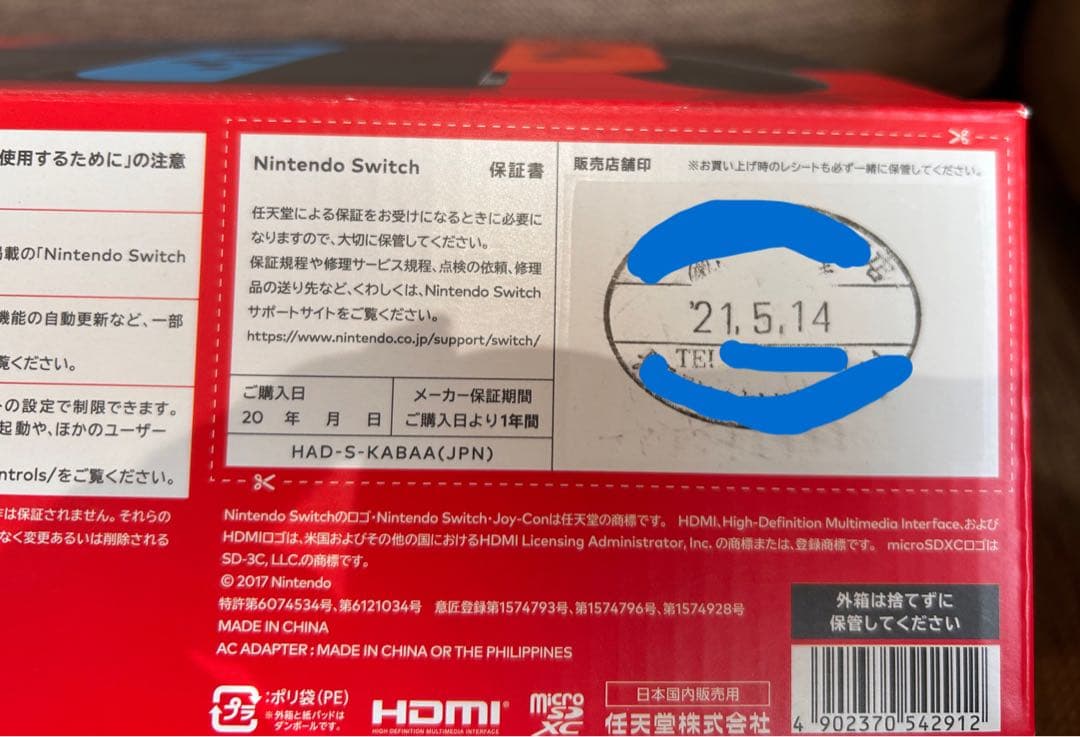 使用するために」の注意
掲載の「Nintendo Switch
機能の自動更新など、一部
覧ください。
の設定で制限できます。
起動や、ほかのユーザー
ntrols/をご覧ください。
は保証されません。それらの
なく変更あるいは削除される
Nintendo Switch 保証書
任天堂による保証をお受けになるときに必要に
なりますので、大切に保管してください。
保証規程や修理サービス規程、点検の依頼、修理
品の送り先など、くわしくは、Nintendo Switch
サポートサイトをご覧ください。
https://www.nintendo.co.jp/support/switch/
ご購入日
20 年 月 日
メーカー保証期間
ご購入日より1年間
HAD-S-KABAA(JPN)
販売店舗印 ※お買い上げ時のレシートも必ず一緒に保管してください。
'21.5.14
TEL
Nintendo Switchのロゴ・Nintendo Switch・Joy-Conは任天堂の商標です。 HDMI、High-Definition Multimedia Interface、および
HDMIロゴは、米国およびその他の国におけるHDMI Licensing Administrator, Inc. の商標または、登録商標です。 microSDXCロゴは
SD-3C, LLC.の商標です。
© 2017 Nintendo
特許第6074534号、第6121034号 意匠登録第1574793号、第1574796号、第1574928号
MADE IN CHINA
AC ADAPTER : MADE IN CHINA OR THE PHILIPPINES
外箱は捨てずに
保管してください
プラ
:ポリ袋(PE)
※外箱と紙パッドは
ダンボールです。
HDMI
HIGH DEFINITION MULTIMEDIA INTERFACE
micro
SD
XC
日本国内販売用
任天堂株式会社
4 902370 542912